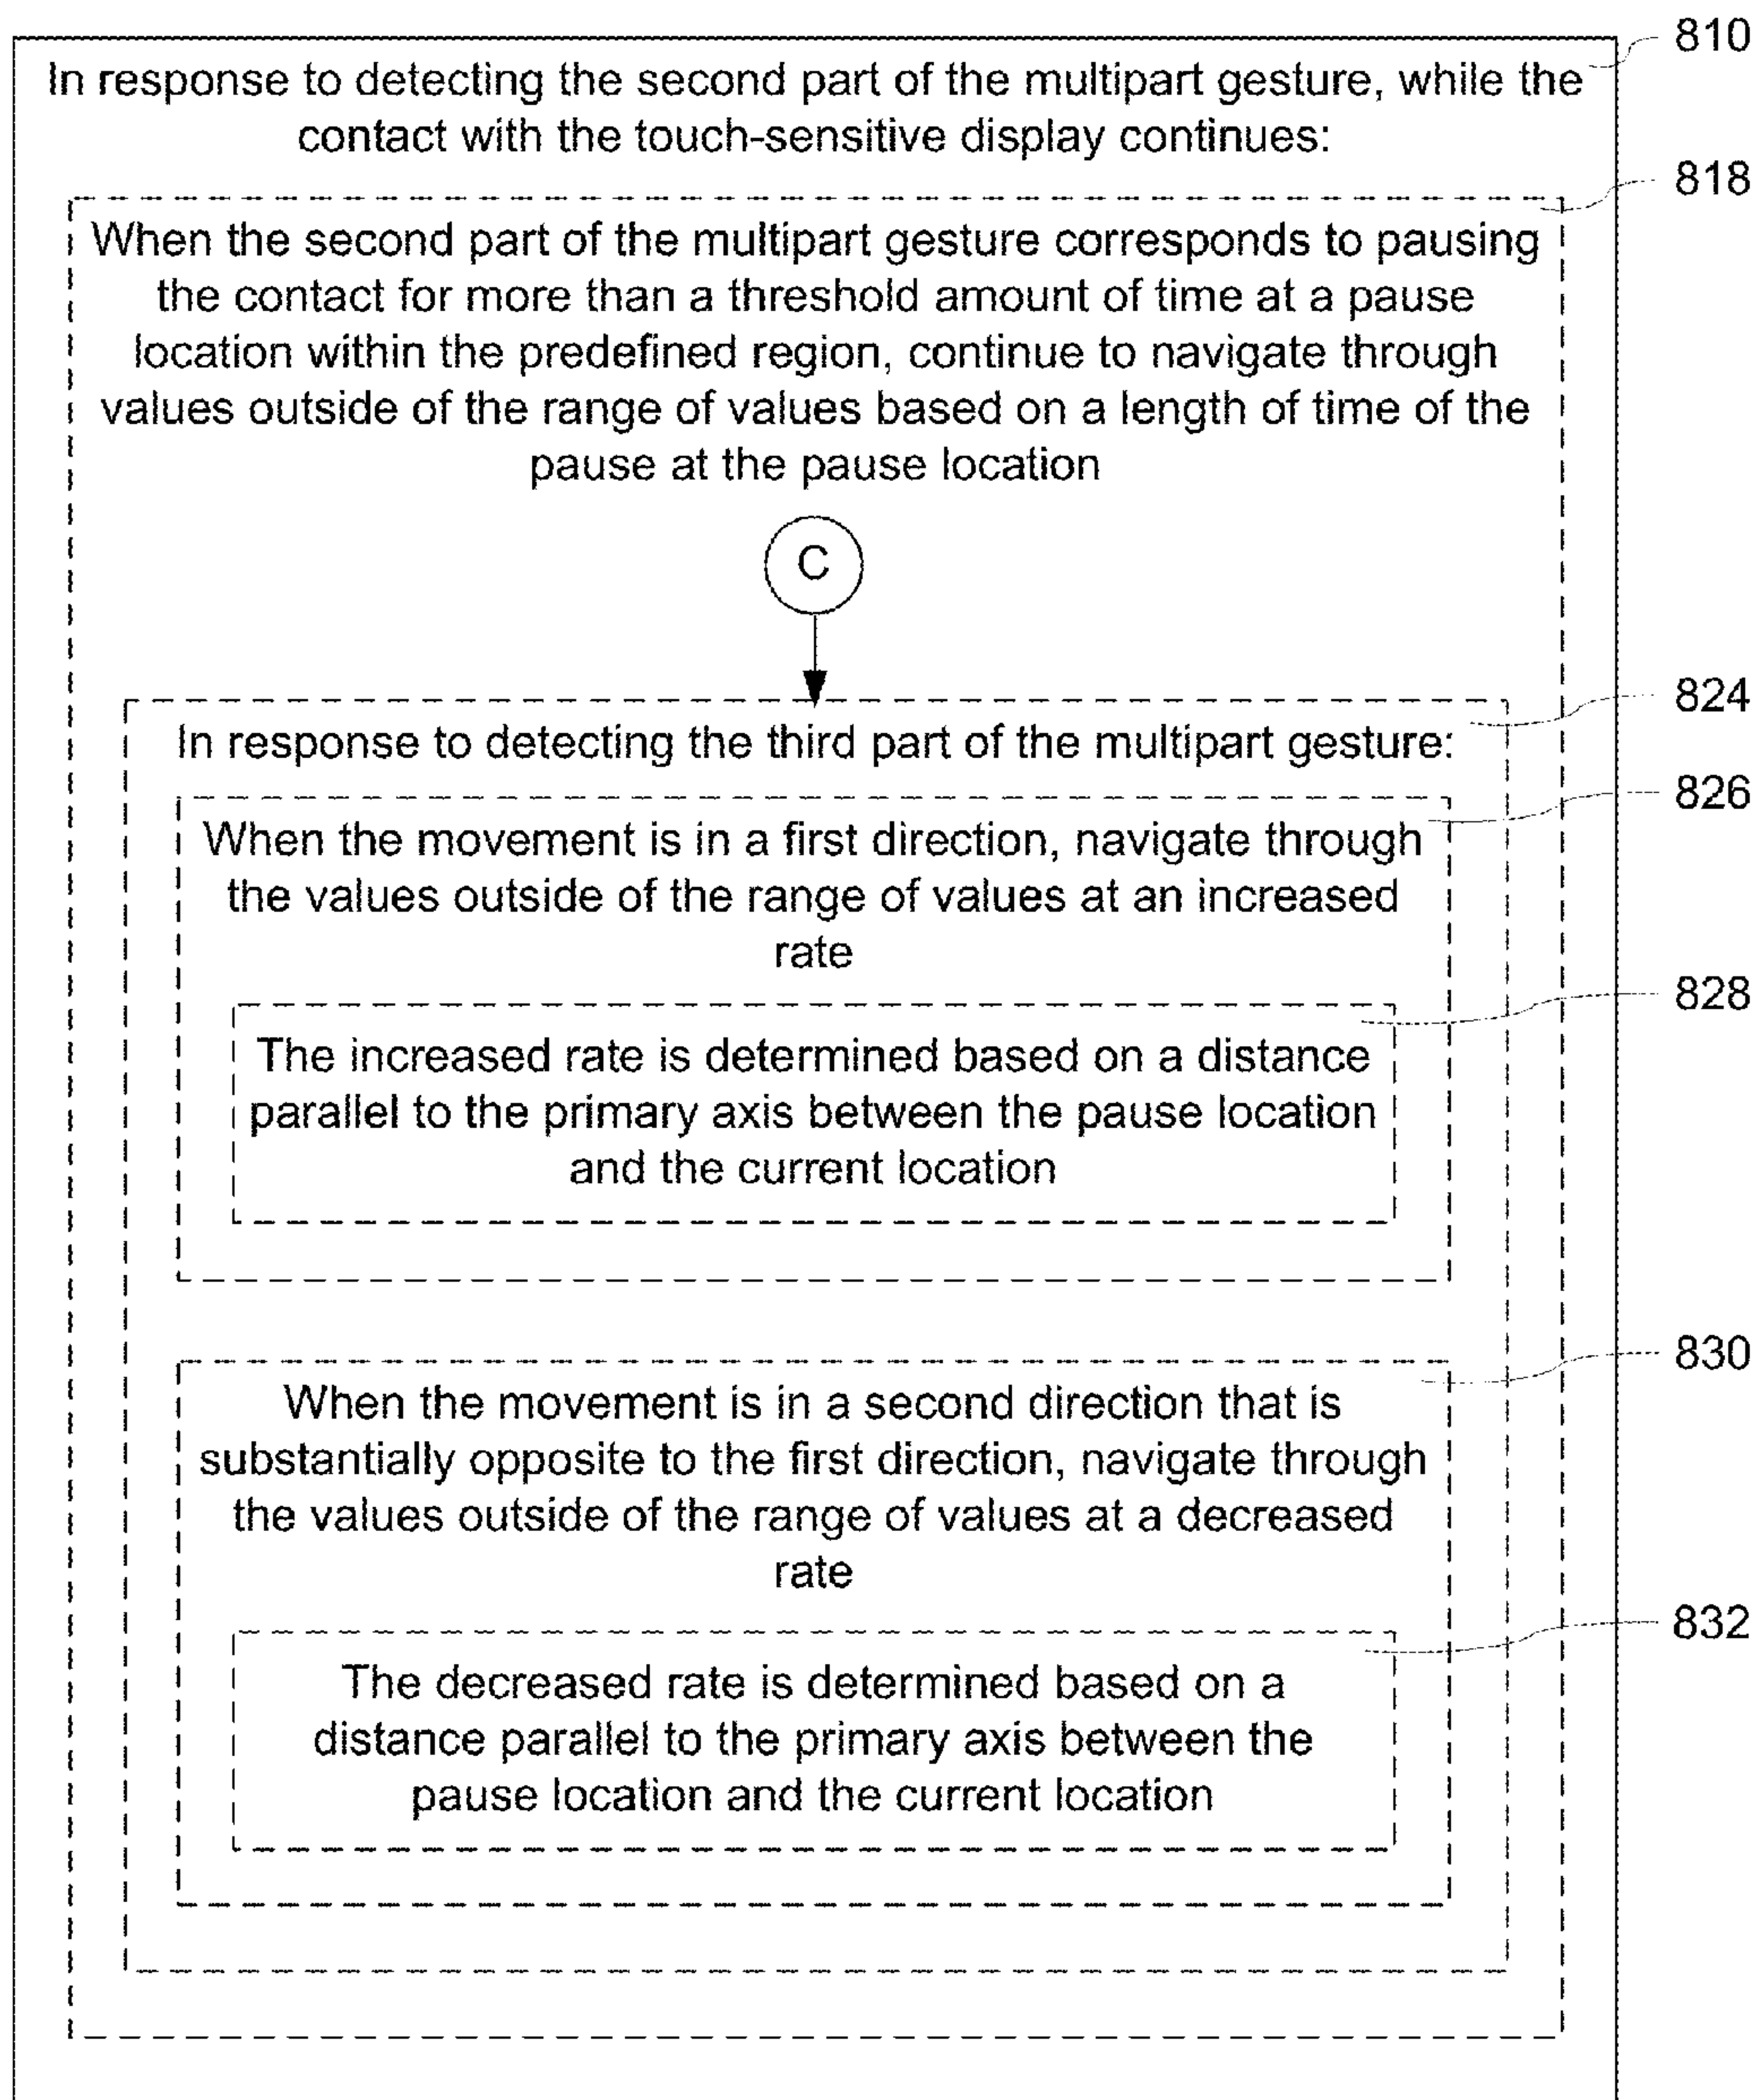 810
In response to detecting the second part of the multipart gesture, while the
contact with the touch-sensitive display continues:
818
When the second part of the multipart gesture corresponds to pausing
the contact for more than a threshold amount of time at a pause
location within the predefined region, continue to navigate through
values outside of the range of values based on a length of time of the
pause at the pause location
C
824
In response to detecting the third part of the multipart gesture:
826
When the movement is in a first direction, navigate through
the values outside of the range of values at an increased
rate
828
The increased rate is determined based on a distance
parallel to the primary axis between the pause location
and the current location
830
When the movement is in a second direction that is
substantially opposite to the first direction, navigate through
the values outside of the range of values at a decreased
rate
832
The decreased rate is determined based on a
distance parallel to the primary axis between the
pause location and the current location